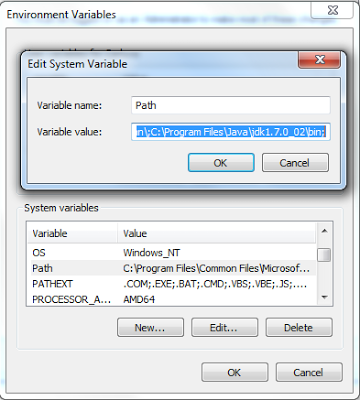 Environment Variables
Edit System Variable
Variable name:
Path
Variable value:
n\;C:\Program Files\Java\jdk1.7.0_02\bin;
OK
Cancel
System variables
Variable Value
OS Windows_NT
Path C:\Program Files\Common Files\Microsof...
PATHEXT .COM;.EXE;.BAT;.CMD;.VBS;.VBE;.JS;....
PROCESSOR_A... AMD64
New...
Edit...
Delete
OK
Cancel